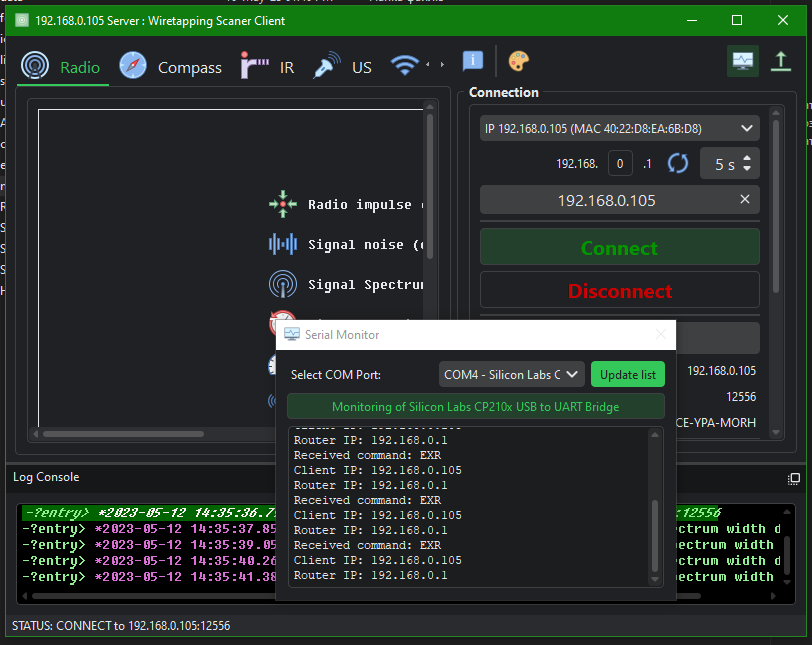 192.168.0.105 Server : Wiretapping Scaner Client
Radio
Compass
IR
US
Connection
IP 192.168.0.105 (MAC 40:22:D8:EA:6B:D8)
192.168.
0
.1
5 s
192.168.0.105
Connect
Disconnect
Radio impulse
Signal noise
Signal Spectrum
Serial Monitor
Select COM Port:
COM4 - Silicon Labs C
Update list
Monitoring of Silicon Labs CP210x USB to UART Bridge
Router IP: 192.168.0.1
Received command: EXR
Client IP: 192.168.0.105
Router IP: 192.168.0.1
Received command: EXR
Client IP: 192.168.0.105
Router IP: 192.168.0.1
Received command: EXR
Client IP: 192.168.0.105
Router IP: 192.168.0.1
192.168.0.105
12556
CE-YPA-MORH
Log Console
-?entry> *2023-05-12 14:35:36.7 :12556
-?entry> *2023-05-12 14:35:37.85 ectrum width d
-?entry> *2023-05-12 14:35:39.05 ectrum width
-?entry> *2023-05-12 14:35:40.26 ectrum width d
-?entry> *2023-05-12 14:35:41.38 ectrum width
STATUS: CONNECT to 192.168.0.105:12556